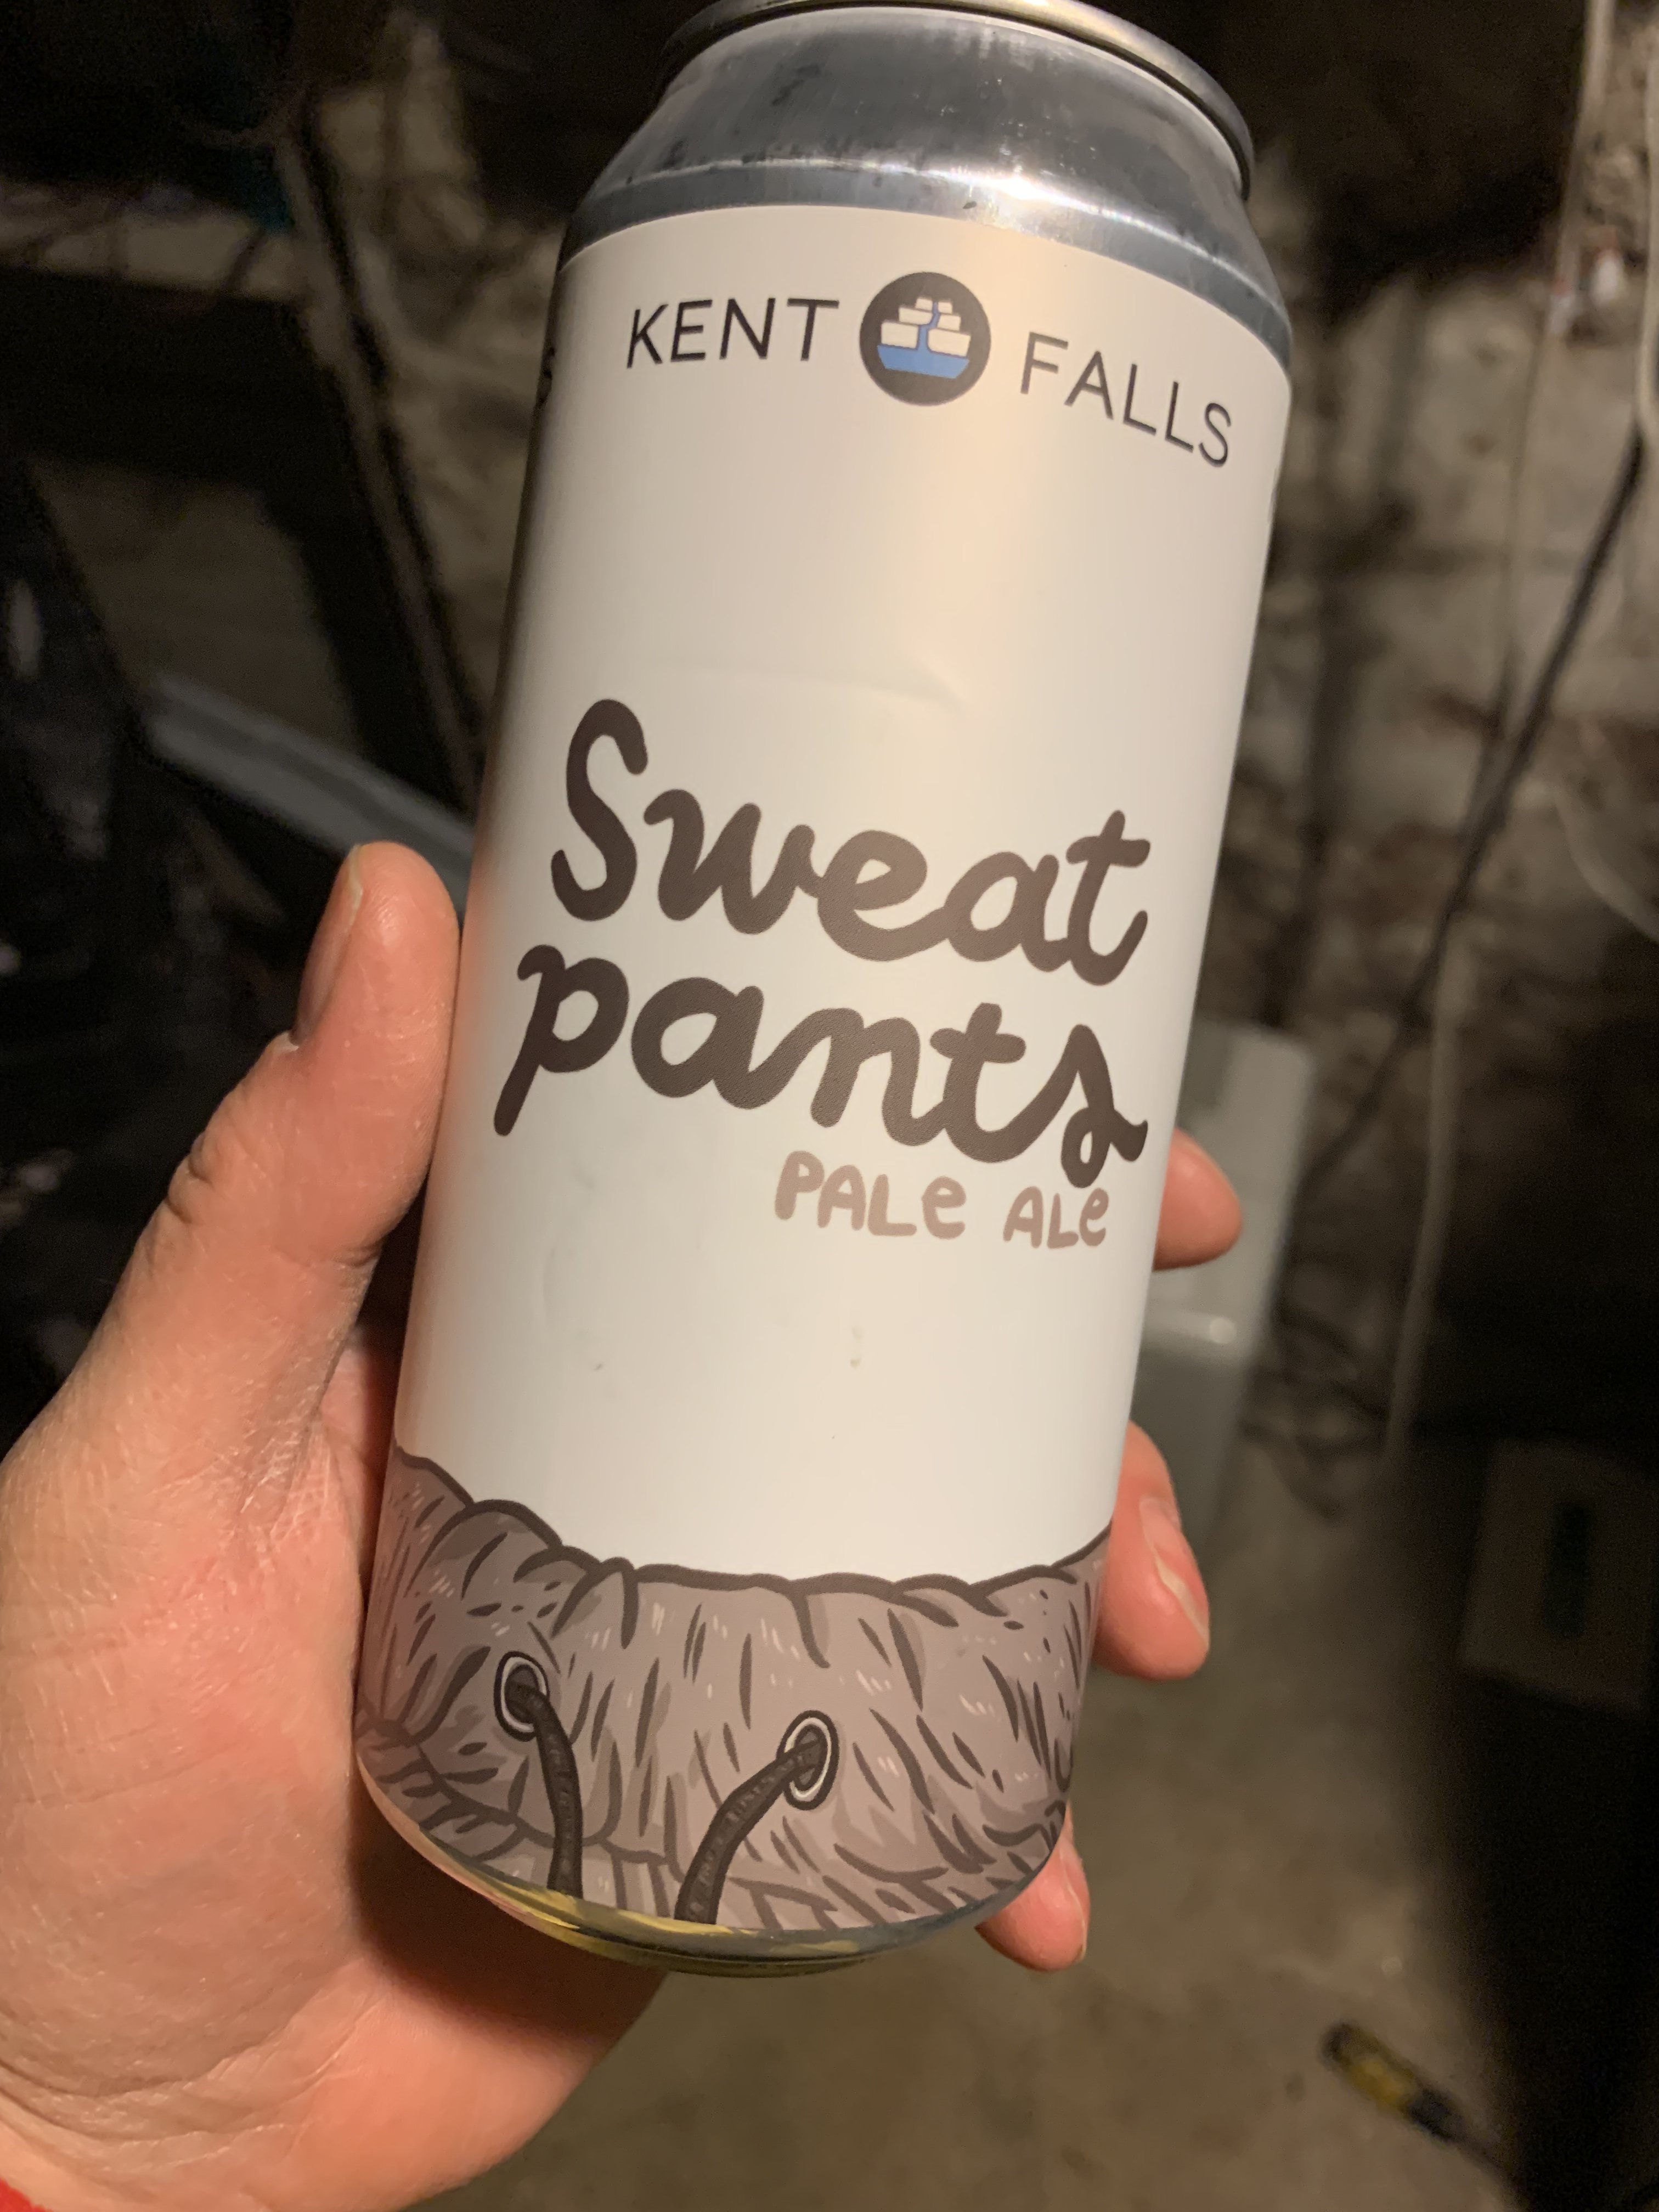 KENT FALLS
Sweat
pants
PALe ALe